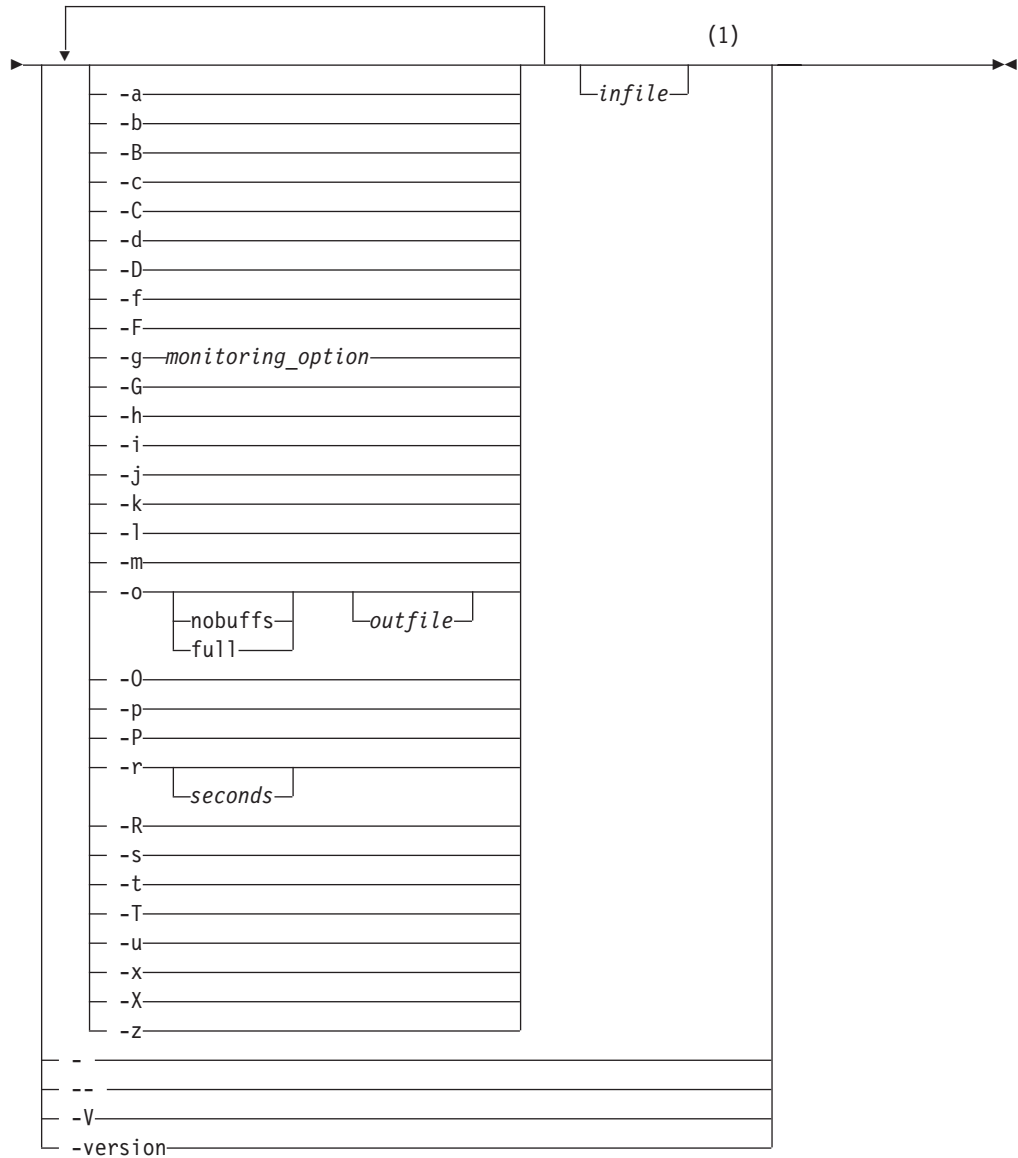 (1)
infile
-a
-b
-B
-c
-C
-d
-D
-f
-F
-g monitoring_option
-G
-h
-i
-j
-k
-l
-m
-o
nobuffs outfile
full
-O
-p
-P
-r
seconds
-R
-s
-t
-T
-u
-x
-X
-z
-
--
-V
-version